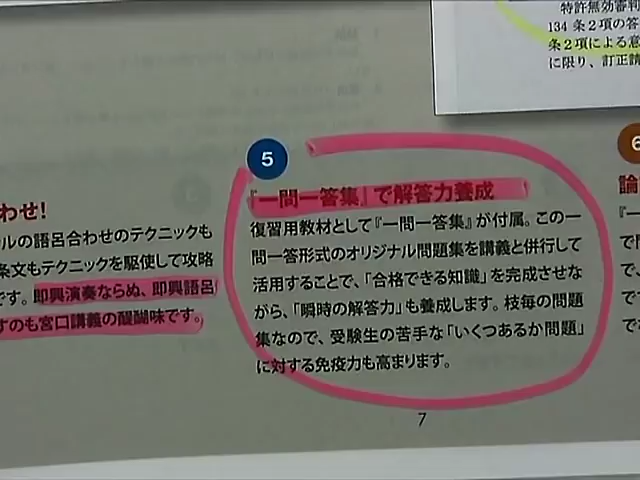 特許無効審判
134 条2項の答
条2項による意
に限り、訂正請
わせ!
ルの語呂合わせのテクニックも
条文もテクニックを駆使して攻略
です。即興演奏ならぬ、即興語呂
すのも宮口講義の醍醐味です。
5
『一問一答集』で解答力養成
復習用教材として『一問一答集』が付属。この一
問一答形式のオリジナル問題集を講義と併行して
活用することで、「合格できる知識」を完成させな
がら、「瞬時の解答力」も養成します。枝毎の問題
集なので、受験生の苦手な「いくつあるか問題」
に対する免疫力も高まります。
6
論
『一
で
で、
でな
7